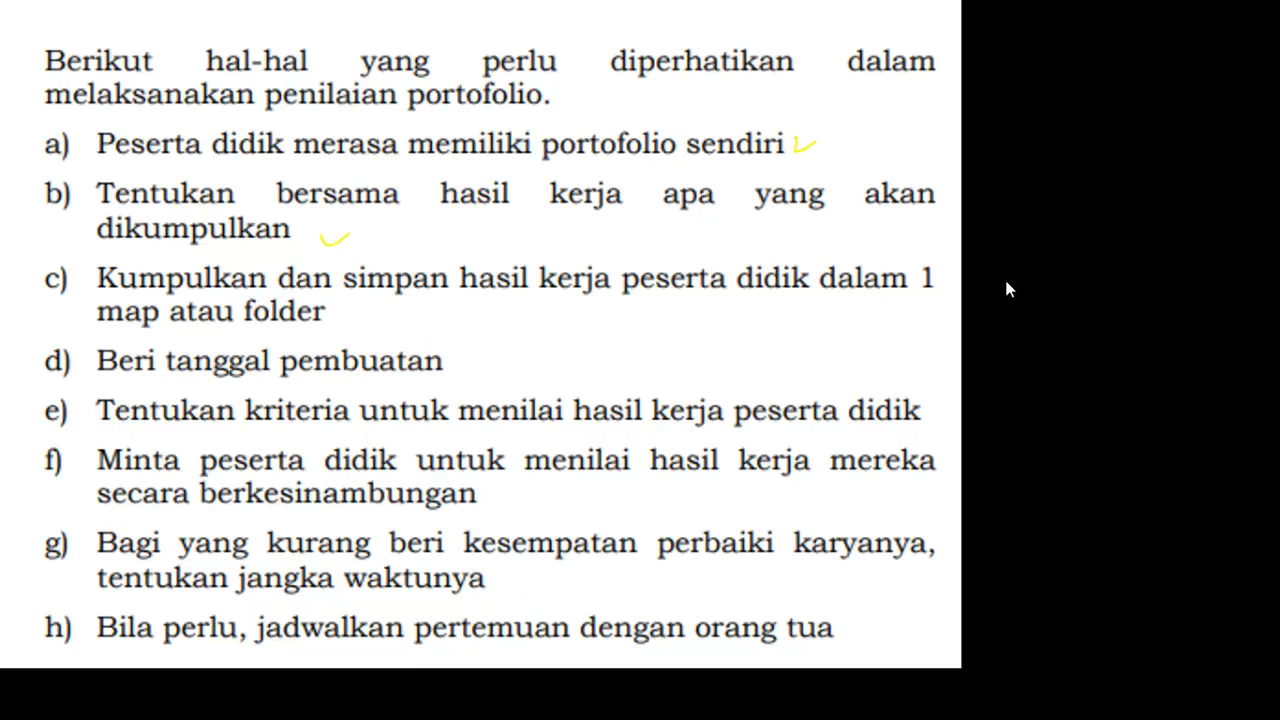 Berikut hal-hal yang perlu diperhatikan dalam
melaksanakan penilaian portofolio.
a) Peserta didik merasa memiliki portofolio sendiri
b) Tentukan bersama hasil kerja apa yang akan
dikumpulkan
c) Kumpulkan dan simpan hasil kerja peserta didik dalam 1
map atau folder
d) Beri tanggal pembuatan
e) Tentukan kriteria untuk menilai hasil kerja peserta didik
f) Minta peserta didik untuk menilai hasil kerja mereka
secara berkesinambungan
g) Bagi yang kurang beri kesempatan perbaiki karyanya,
tentukan jangka waktunya
h) Bila perlu, jadwalkan pertemuan dengan orang tua